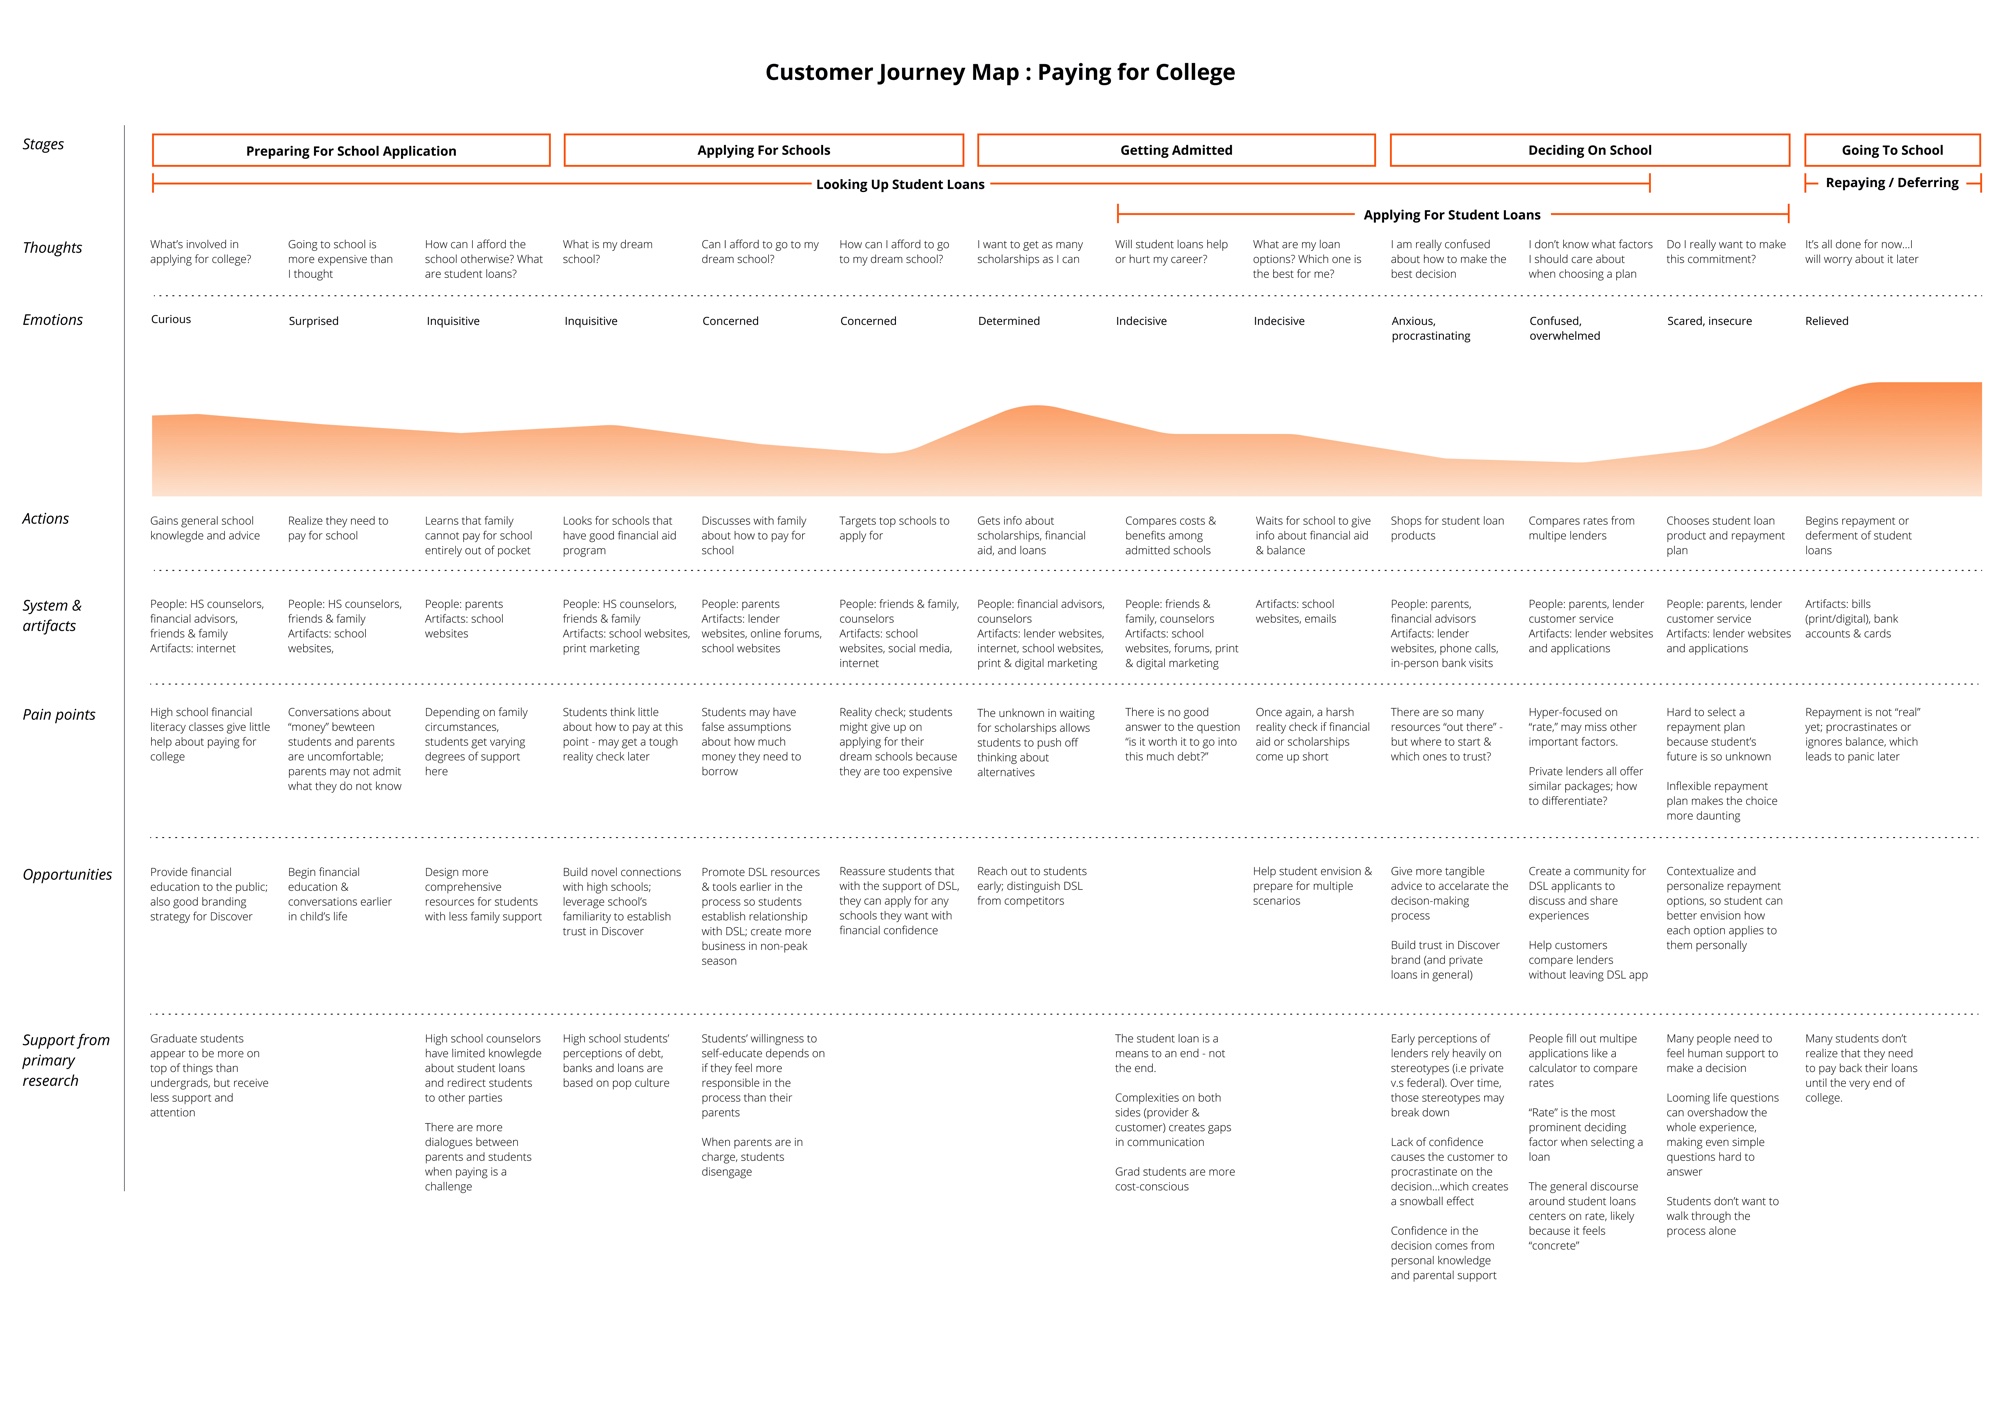 Customer Journey Map : Paying for College
Stages
Preparing For School Application
Applying For Schools
Getting Admitted
Deciding On School
Going To School
Looking Up Student Loans
Repaying / Deferring
Applying For Student Loans
Thoughts
What's involved in
applying for college?
Going to school is
more expensive than
I thought
How can I afford the
school otherwise? What
are student loans?
What is my dream
school?
Can I afford to go to my
dream school?
How can I afford to go
to my dream school?
I want to get as many
scholarships as I can
Will student loans help
or hurt my career?
What are my loan
options? Which one is
the best for me?
I am really confused
about how to make the
best decision
I don't know what factors
I should care about
when choosing a plan
Do I really want to make
this commitment?
It's all done for now...I
will worry about it later
Emotions
Curious
Surprised
Inquisitive
Inquisitive
Concerned
Concerned
Determined
Indecisive
Indecisive
Anxious,
procrastinating
Confused,
overwhelmed
Scared, insecure
Relieved
Actions
Gains general school
knowlegde and advice
Realize they need to
pay for school
Learns that family
cannot pay for school
entirely out of pocket
Looks for schools that
have good financial aid
program
Discusses with family
about how to pay for
school
Targets top schools to
apply for
Gets info about
scholarships, financial
aid, and loans
Compares costs &
benefits among
admitted schools
Waits for school to give
info about financial aid
& balance
Shops for student loan
products
Compares rates from
multipe lenders
Chooses student loan
product and repayment
plan
Begins repayment or
deferment of student
loans
System &
artifacts
People: HS counselors,
financial advisors,
friends & family
Artifacts: internet
People: HS counselors,
friends & family
Artifacts: school
websites,
People: parents
Artifacts: school
websites
People: HS counselors,
friends & family
Artifacts: school websites,
print marketing
People: parents
Artifacts: lender
websites, online forums,
school websites
People: friends & family,
counselors
Artifacts: school
websites, social media,
internet
People: financial advisors,
counselors
Artifacts: lender websites,
internet, school websites,
print & digital marketing
People: friends &
family, counselors
Artifacts: school
websites, forums, print
& digital marketing
Artifacts: school
websites, emails
People: parents,
financial advisors
Artifacts: lender
websites, phone calls,
in-person bank visits
People: parents, lender
customer service
Artifacts: lender websites
and applications
People: parents, lender
customer service
Artifacts: lender websites
and applications
Artifacts: bills
(print/digital), bank
accounts & cards
Pain points
High school financial
literacy classes give little
help about paying for
college
Conversations about
“money” bewteen
students and parents
are uncomfortable;
parents may not admit
what they do not know
Depending on family
circumstances,
students get varying
degrees of support
here
Students think little
about how to pay at this
point - may get a tough
reality check later
Students may have
false assumptions
about how much
money they need to
borrow
Reality check; students
might give up on
applying for their
dream schools because
they are too expensive
The unknown in waiting
for scholarships allows
students to push off
thinking about
alternatives
There is no good
answer to the question
“is it worth it to go into
this much debt?”
Once again, a harsh
reality check if financial
aid or scholarships
come up short
There are so many
resources “out there” -
but where to start &
which ones to trust?
Hyper-focused on
“rate,” may miss other
important factors.
Private lenders all offer
similar packages; how
to differentiate?
Hard to select a
repayment plan
because student's
future is so unknown
Inflexible repayment
plan makes the choice
more daunting
Repayment is not “real”
yet; procrastinates or
ignores balance, which
leads to panic later
Opportunities
Provide financial
education to the public;
also good branding
strategy for Discover
Begin financial
education &
conversations earlier
in child's life
Design more
comprehensive
resources for students
with less family support
Build novel connections
with high schools;
leverage school's
familiarity to establish
trust in Discover
Promote DSL resources
& tools earlier in the
process so students
establish relationship
with DSL; create more
business in non-peak
season
Reassure students that
with the support of DSL,
they can apply for any
schools they want with
financial confidence
Reach out to students
early; distinguish DSL
from competitors
Help student envision &
prepare for multiple
scenarios
Give more tangible
advice to accelarate the
decison-making
process
Build trust in Discover
brand (and private
loans in general)
Create a community for
DSL applicants to
discuss and share
experiences
Help customers
compare lenders
without leaving DSL app
Contextualize and
personalize repayment
options, so student can
better envision how
each option applies to
them personally
Support from
primary
research
Graduate students
appear to be more on
top of things than
undergrads, but receive
less support and
attention
High school counselors
have limited knowlegde
about student loans
and redirect students
to other parties
There are more
dialogues between
parents and students
when paying is a
challenge
High school students'
perceptions of debt,
banks and loans are
based on pop culture
Students' willingness to
self-educate depends on
if they feel more
responsible in the
process than their
parents
When parents are in
charge, students
disengage
The student loan is a
means to an end - not
the end.
Complexities on both
sides (provider &
customer) creates gaps
in communication
Grad students are more
cost-conscious
Early perceptions of
lenders rely heavily on
stereotypes (i.e private
v.s federal). Over time,
those stereotypes may
break down
Lack of confidence
causes the customer to
procrastinate on the
decision...which creates
a snowball effect
Confidence in the
decision comes from
personal knowledge
and parental support
People fill out multipe
applications like a
calculator to compare
rates
“Rate” is the most
prominent deciding
factor when selecting a
loan
The general discourse
around student loans
centers on rate, likely
because it feels
“concrete”
Many people need to
feel human support to
make a decision
Looming life questions
can overshadow the
whole experience,
making even simple
questions hard to
answer
Students don't want to
walk through the
process alone
Many students don't
realize that they need
to pay back their loans
until the very end of
college.